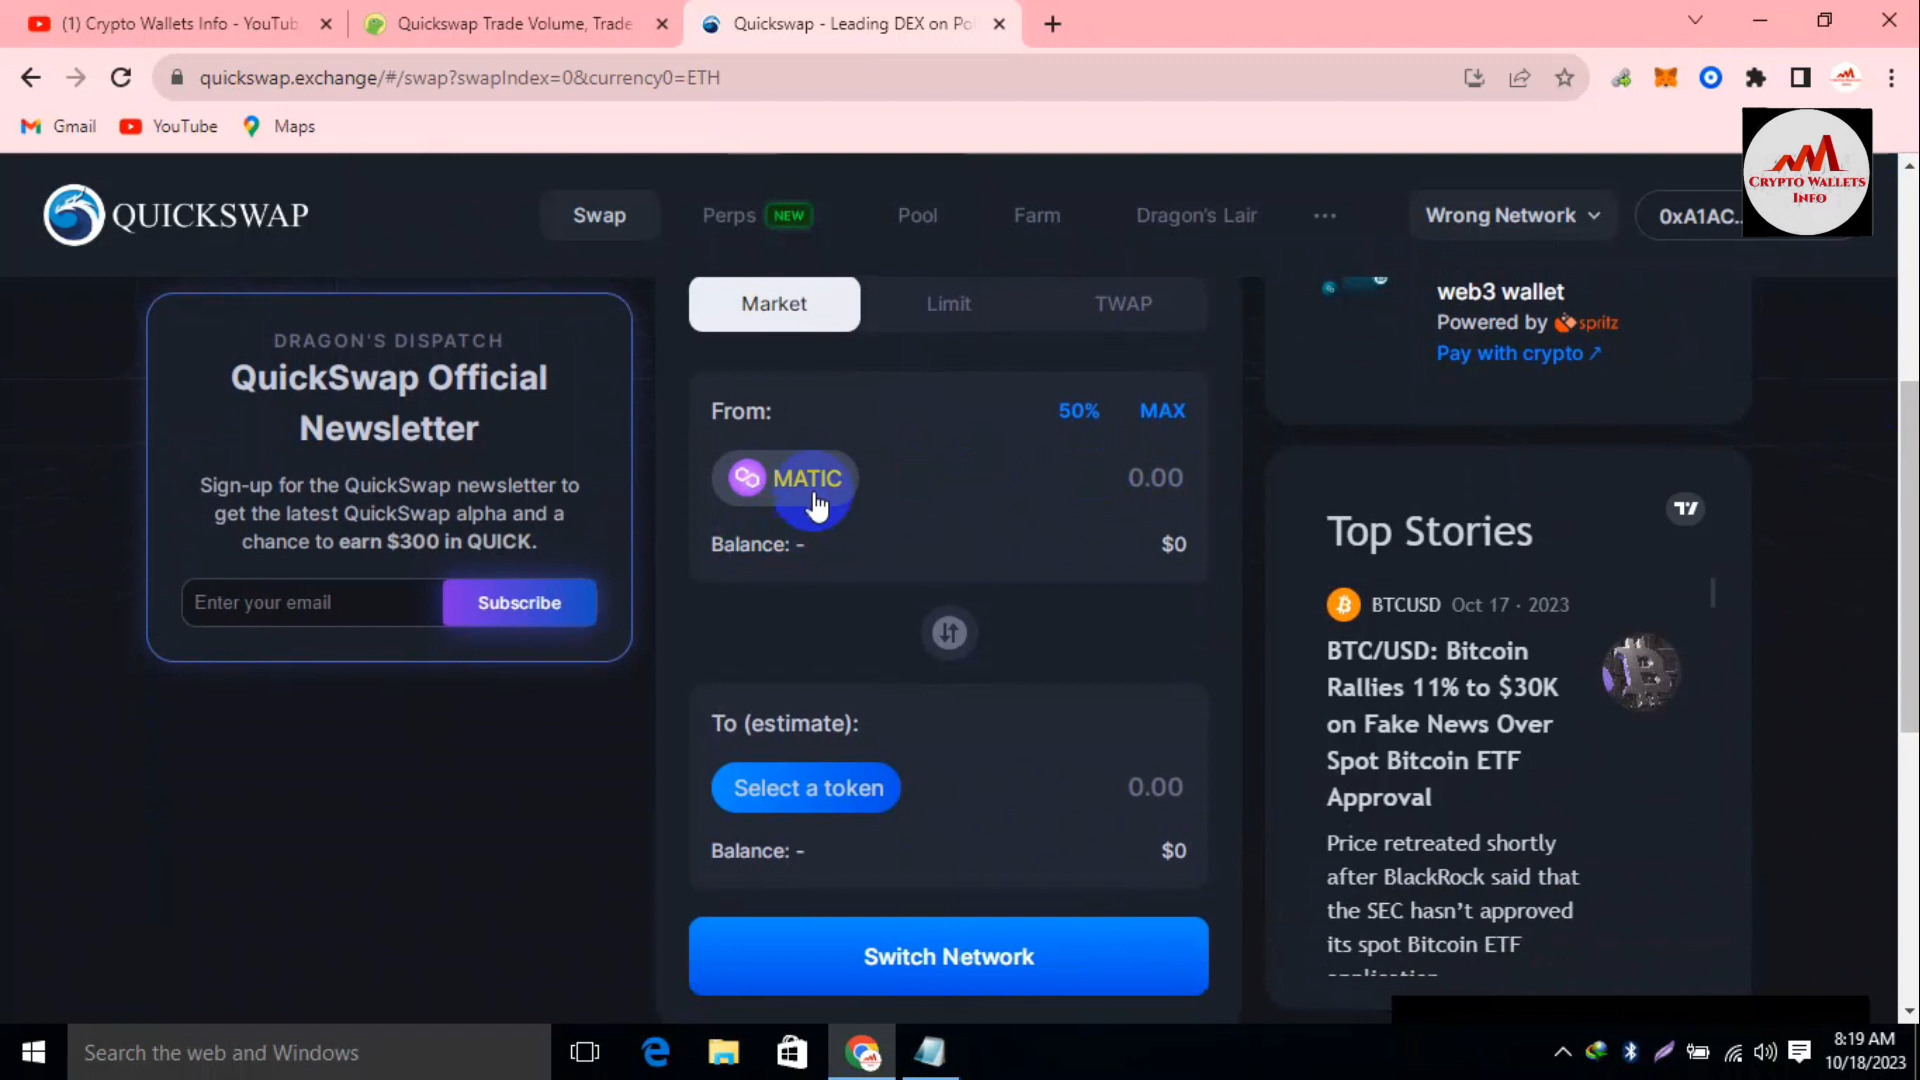 (1) Crypto Wallets Info - YouTub
Quickswap Trade Volume, Trade
Quickswap - Leading DEX on Po
quickswap.exchange/#/swap?swapIndex=0&currency0=ETH
Gmail
YouTube
Maps
CRYPTO WALLETS
INFO
QUICKSWAP
Swap
Perps NEW
Pool
Farm
Dragon's Lair
Wrong Network
0xA1AC...
DRAGON'S DISPATCH
QuickSwap Official
Newsletter
Sign-up for the QuickSwap newsletter to
get the latest QuickSwap alpha and a
chance to earn $300 in QUICK.
Enter your email
Subscribe
Market
Limit
TWAP
From:
50%
MAX
MATIC
0.00
Balance: -
$0
To (estimate):
Select a token
0.00
Balance: -
$0
Switch Network
web3 wallet
Powered by spritz
Pay with crypto ↗
Top Stories
BTCUSD Oct 17 · 2023
BTC/USD: Bitcoin
Rallies 11% to $30K
on Fake News Over
Spot Bitcoin ETF
Approval
Price retreated shortly
after BlackRock said that
the SEC hasn't approved
its spot Bitcoin ETF
application
Search the web and Windows
8:19 AM
10/18/2023